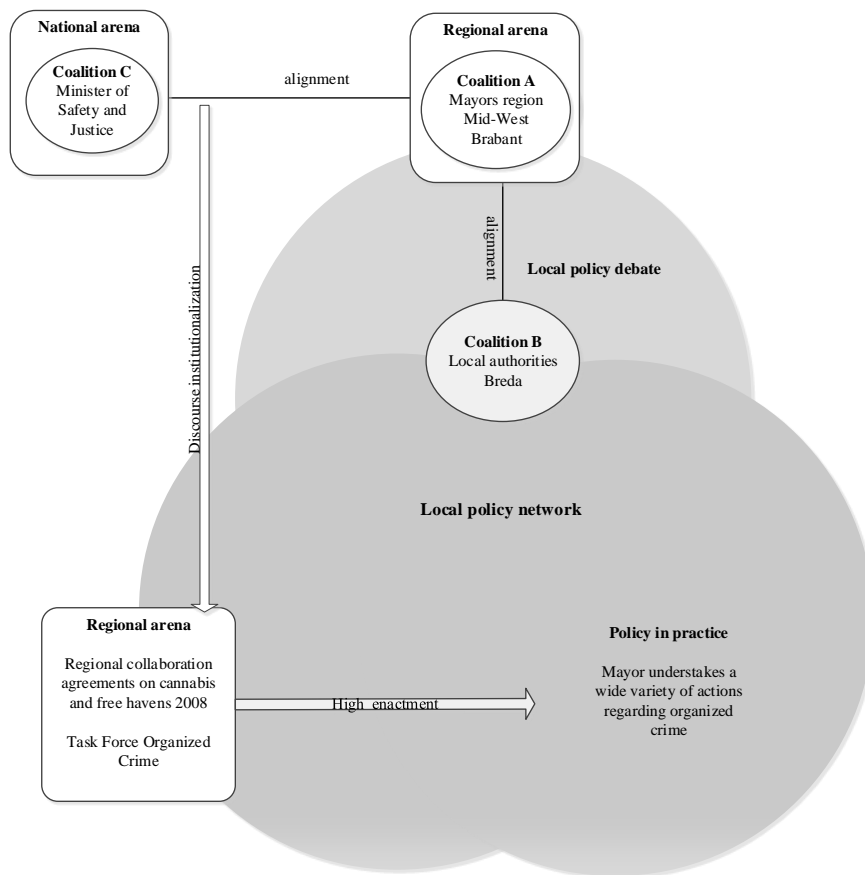 National arena
Coalition C
Minister of
Safety and
Justice
alignment
Regional arena
Coalition A
Mayors region
Mid-West
Brabant
alignment
Local policy debate
Coalition B
Local authorities
Breda
Discourse institutionalization
Local policy network
Regional arena
Regional collaboration
agreements on cannabis
and free havens 2008
Task Force Organized
Crime
High enactment
Policy in practice
Mayor understakes a
wide variety of actions
regarding organized
crime